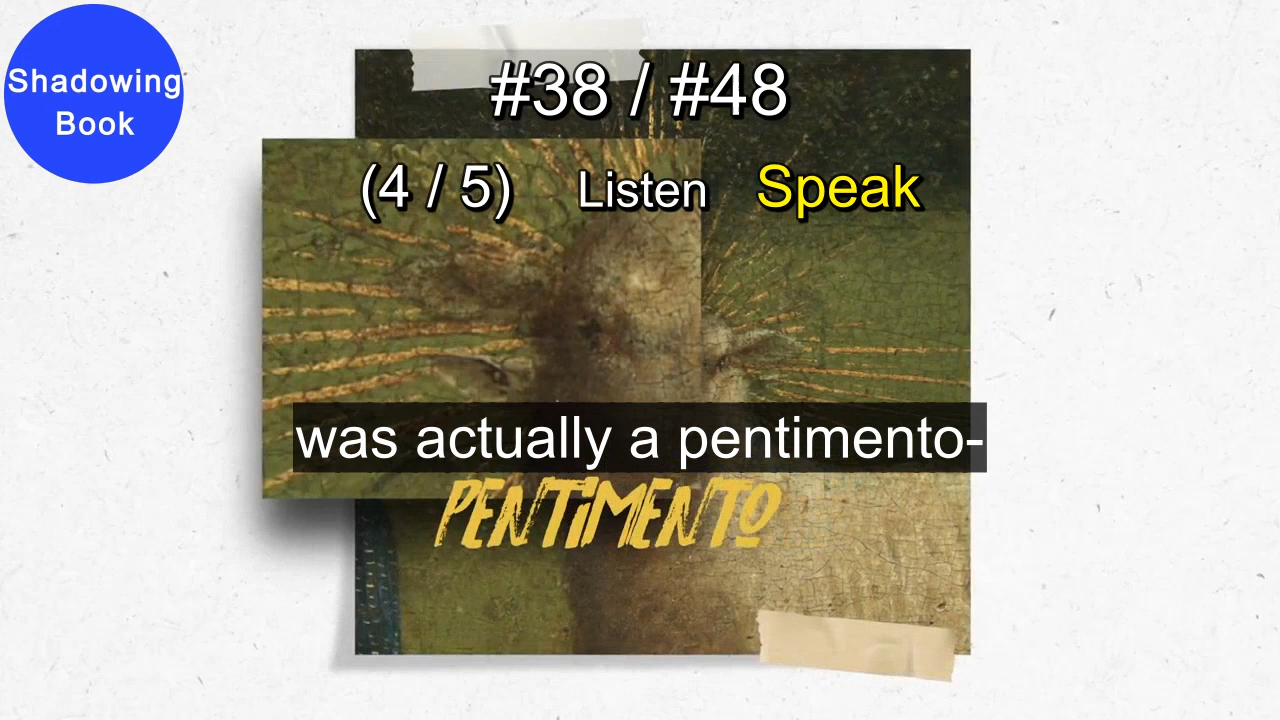 Shadowing
Book
#38 / #48
(4 / 5) Listen Speak
was actually a pentimento-
PENTIMENTO